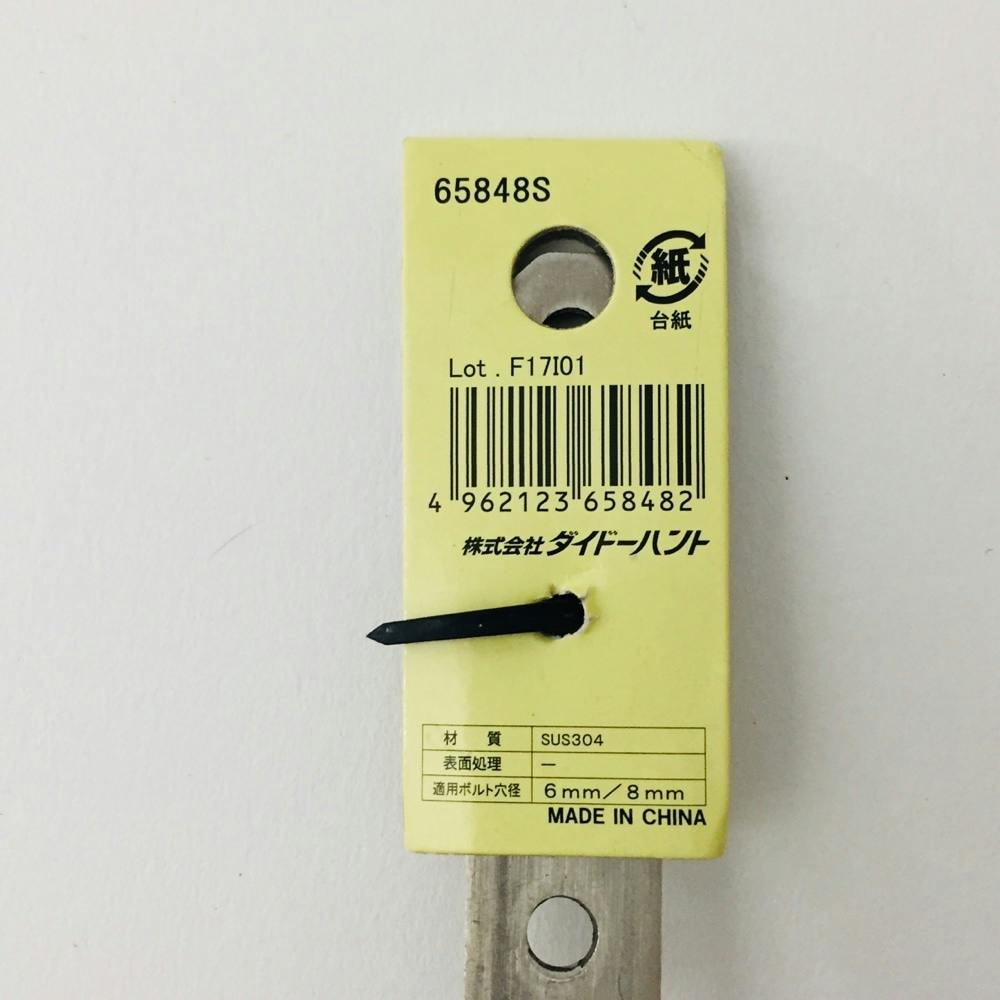 65848S
紙
台紙
Lot . F17I01
4 962123 658482
株式会社 ダイドーハント
材 質 SUS304
表面処理 ―
適用ボルト穴径 6mm/8mm
MADE IN CHINA